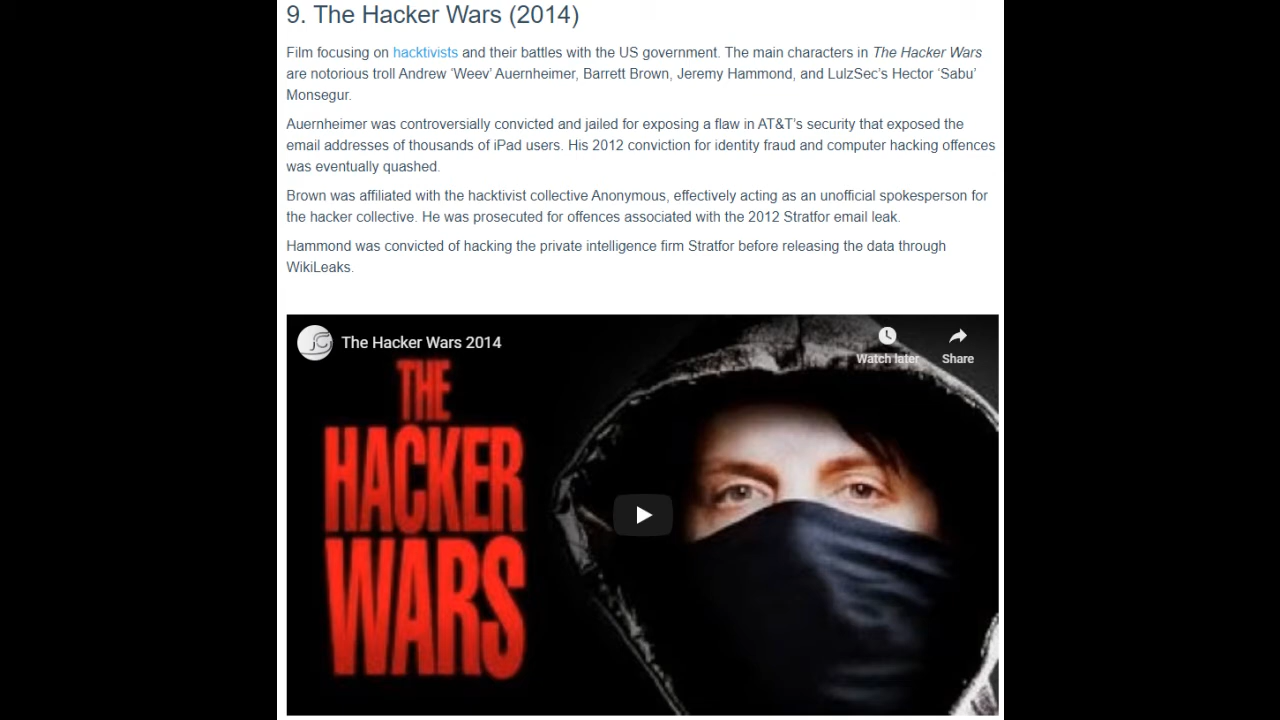 9. The Hacker Wars (2014)
Film focusing on hacktivists and their battles with the US government. The main characters in The Hacker Wars
are notorious troll Andrew ‘Weev’ Auernheimer, Barrett Brown, Jeremy Hammond, and LulzSec’s Hector ‘Sabu’
Monsegur.
Auernheimer was controversially convicted and jailed for exposing a flaw in AT&T’s security that exposed the
email addresses of thousands of iPad users. His 2012 conviction for identity fraud and computer hacking offences
was eventually quashed.
Brown was affiliated with the hacktivist collective Anonymous, effectively acting as an unofficial spokesperson for
the hacker collective. He was prosecuted for offences associated with the 2012 Stratfor email leak.
Hammond was convicted of hacking the private intelligence firm Stratfor before releasing the data through
WikiLeaks.
The Hacker Wars 2014
Watch later
Share
THE
HACKER
WARS